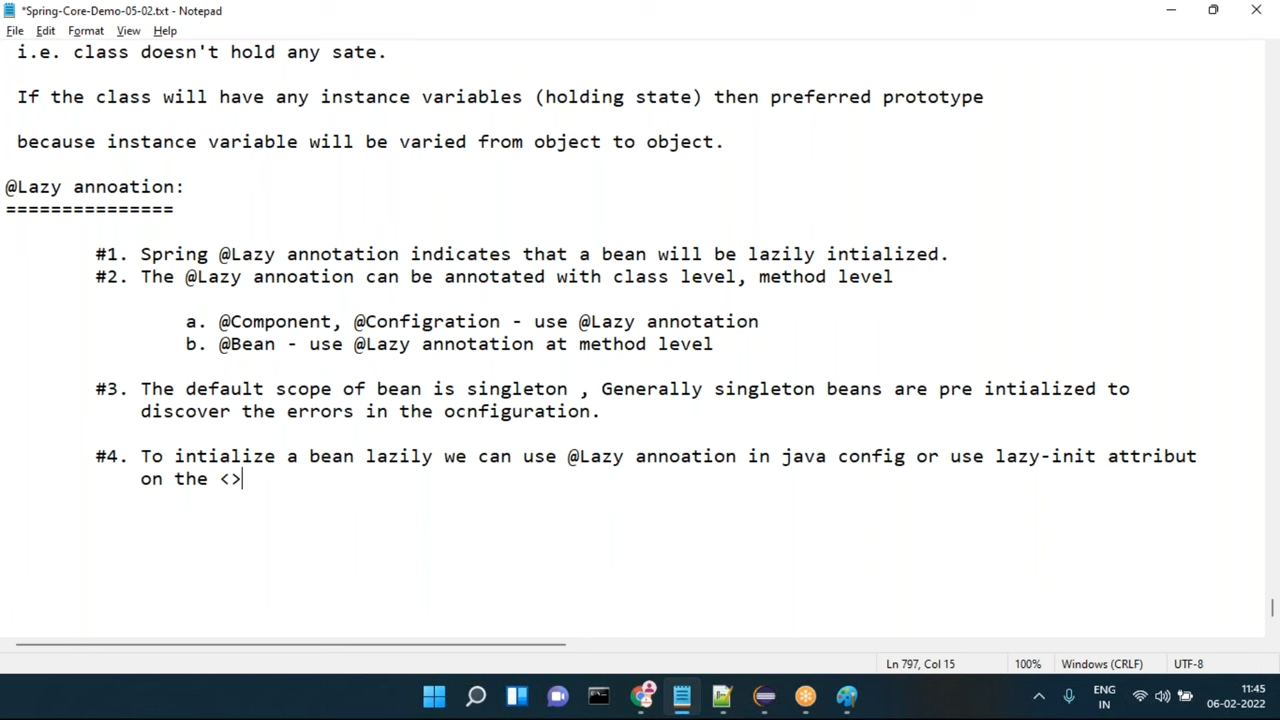 *Spring-Core-Demo-05-02.txt - Notepad
File Edit Format View Help
i.e. class doesn't hold any sate.
If the class will have any instance variables (holding state) then preferred prototype
because instance variable will be varied from object to object.
@Lazy annoation:
===============
#1. Spring @Lazy annotation indicates that a bean will be lazily intialized.
#2. The @Lazy annoation can be annotated with class level, method level
a. @Component, @Configration - use @Lazy annotation
b. @Bean - use @Lazy annotation at method level
#3. The default scope of bean is singleton , Generally singleton beans are pre intialized to
discover the errors in the ocnfiguration.
#4. To intialize a bean lazily we can use @Lazy annoation in java config or use lazy-init attribut
on the <>
Ln 797, Col 15 100% Windows (CRLF) UTF-8
ENG 11:45
IN 06-02-2022